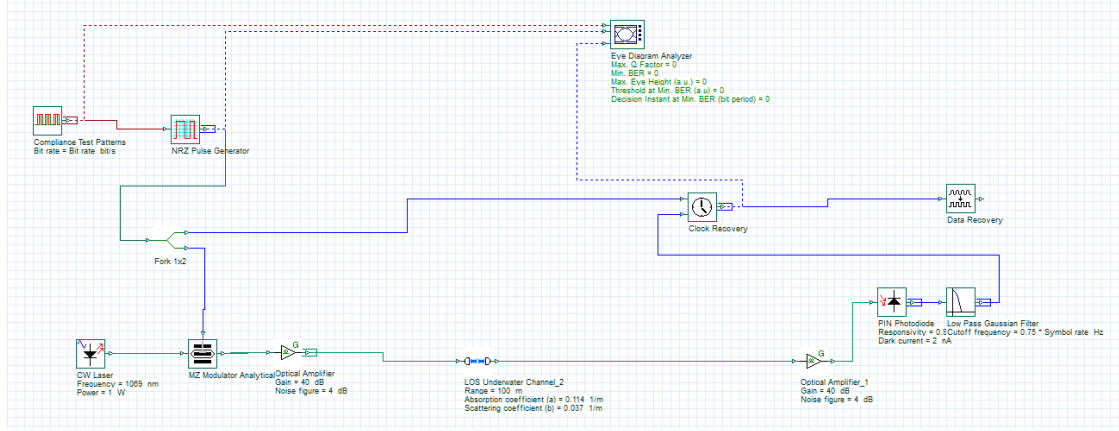 Eye Diagram Analyzer
Max. Q Factor = 0
Min. BER = 0
Max. Eye Height (a.u.) = 0
Threshold at Min. BER (a.u) = 0
Decision Instant at Min. BER (bit period) = 0
Compliance Test Patterns
Bit rate = Bit rate bit/s
NRZ Pulse Generator
Clock Recovery
Data Recovery
Fork 1x2
PIN Photodiode
Responsivity = 0.5
Dark current = 2 nA
Low Pass Gaussian Filter
Cutoff frequency = 0.75 * Symbol rate Hz
CW Laser
Frequency = 1069 nm
Power = 1 W
MZ Modulator Analytical
G
Optical Amplifier
Gain = 40 dB
Noise figure = 4 dB
LOS Underwater Channel_2
Range = 100 m
Absorption coefficient (a) = 0.114 1/m
Scattering coefficient (b) = 0.037 1/m
G
Optical Amplifier_1
Gain = 40 dB
Noise figure = 4 dB